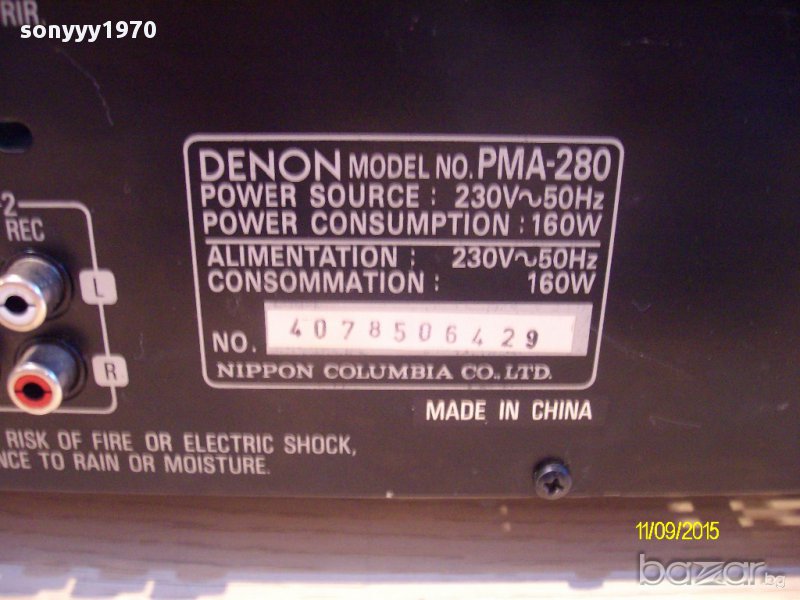 RIR.
sonyyy1970
DENON MODEL NO. PMA-280
POWER SOURCE : 230V~50Hz
POWER CONSUMPTION : 160W
ALIMENTATION : 230V~50Hz
CONSOMMATION : 160W
NO. 4078506429
NIPPON COLUMBIA CO., LTD.
-2
REC
L
R
MADE IN CHINA
RISK OF FIRE OR ELECTRIC SHOCK,
NCE TO RAIN OR MOISTURE.
11/09/2015
bazar.bg